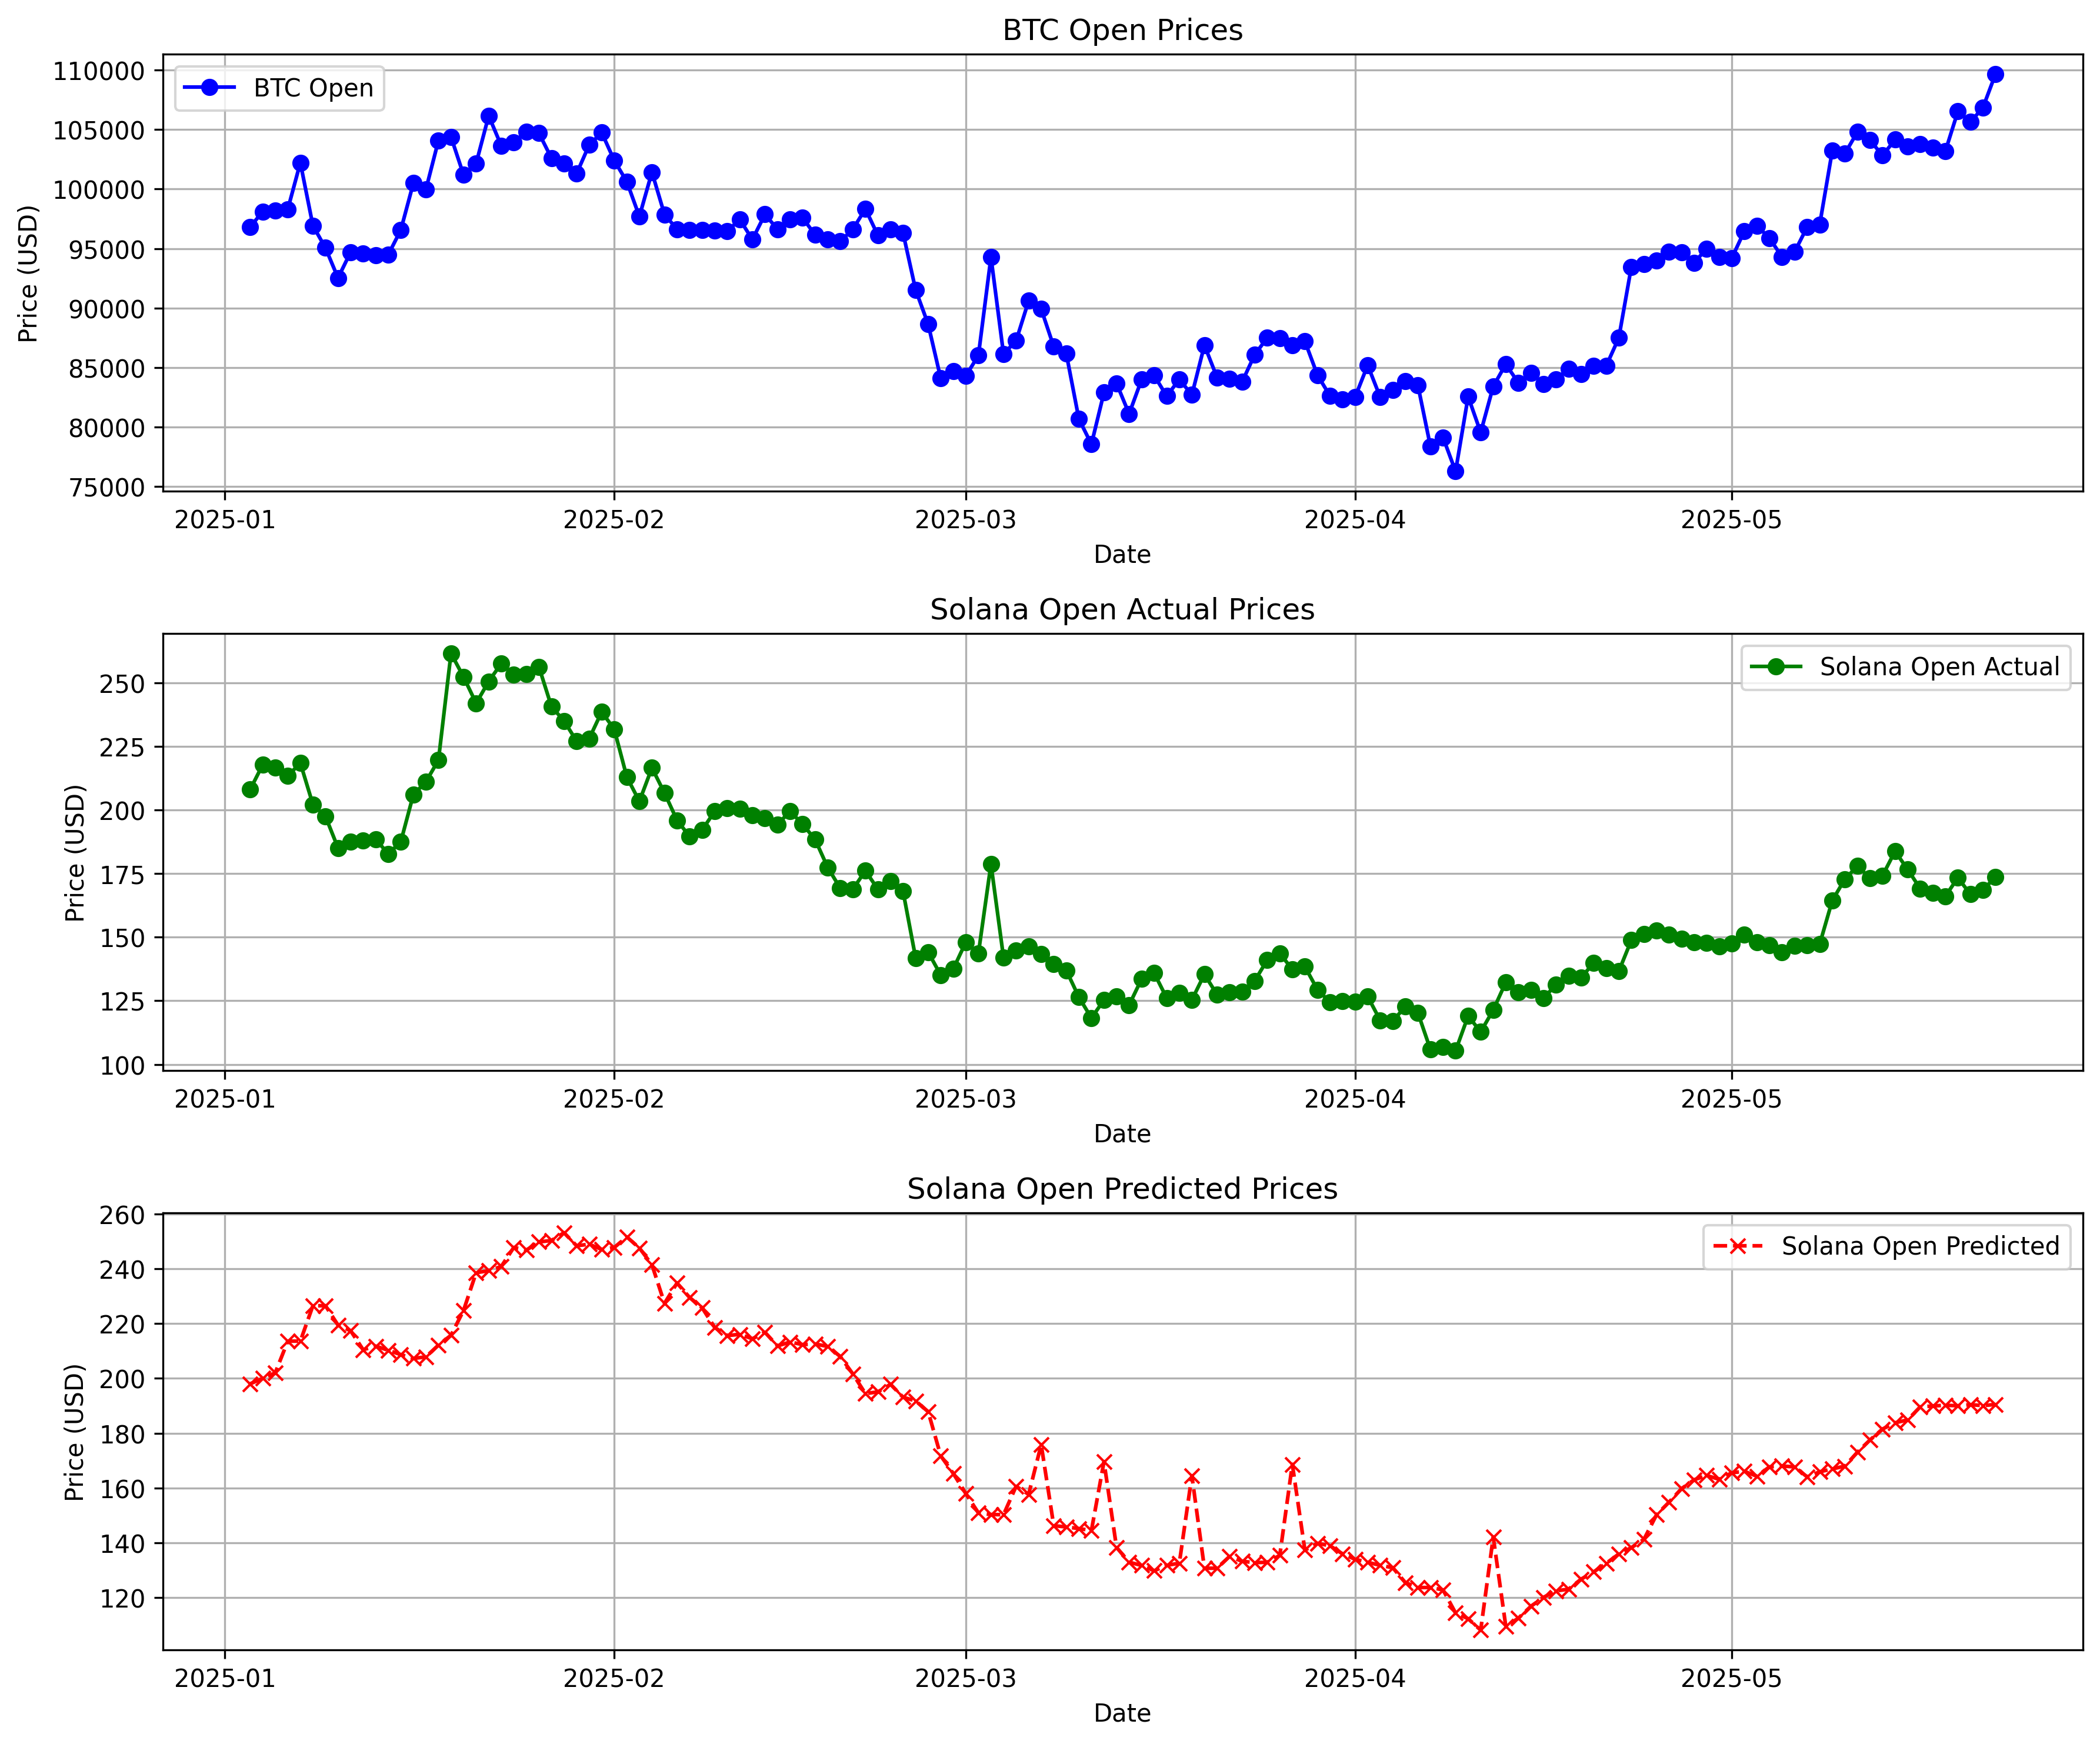 BTC Open Prices
BTC Open
110000
105000
100000
95000
90000
85000
80000
75000
Price (USD)
2025-01 2025-02 2025-03 2025-04 2025-05
Date
Solana Open Actual Prices
Solana Open Actual
250
225
200
175
150
125
100
Price (USD)
2025-01 2025-02 2025-03 2025-04 2025-05
Date
Solana Open Predicted Prices
Solana Open Predicted
260
240
220
200
180
160
140
120
Price (USD)
2025-01 2025-02 2025-03 2025-04 2025-05
Date